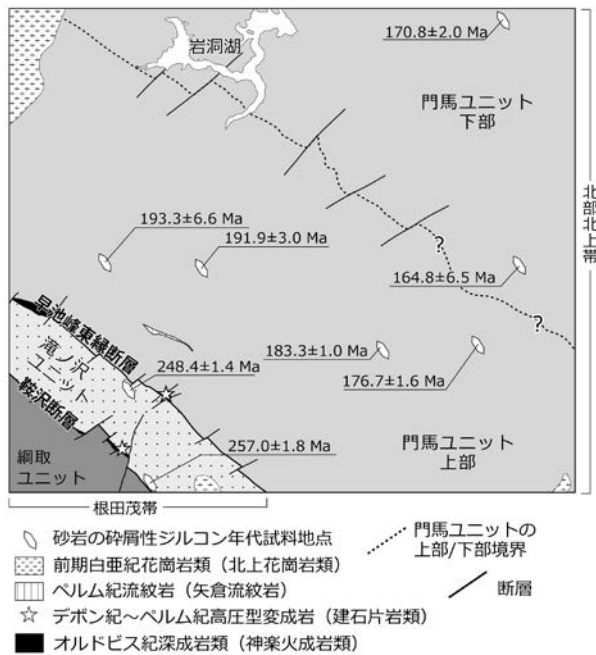 岩洞湖
170.8±2.0 Ma
門馬ユニット
下部
北部北上帯
193.3±6.6 Ma
191.9±3.0 Ma
?
164.8±6.5 Ma
?
早池峰東縁断層
滝ノ沢
ユニット
248.4±1.4 Ma
183.3±1.0 Ma
176.7±1.6 Ma
鞍沢断層
綱取
ユニット
257.0±1.8 Ma
門馬ユニット
上部
根田茂帯
砂岩の砕屑性ジルコン年代試料地点
前期白亜紀花崗岩類（北上花崗岩類）
ペルム紀流紋岩（矢倉流紋岩）
デボン紀～ペルム紀高圧型変成岩（建石片岩類）
オルドビス紀深成岩類（神楽火成岩類）
門馬ユニットの
上部/下部境界
断層